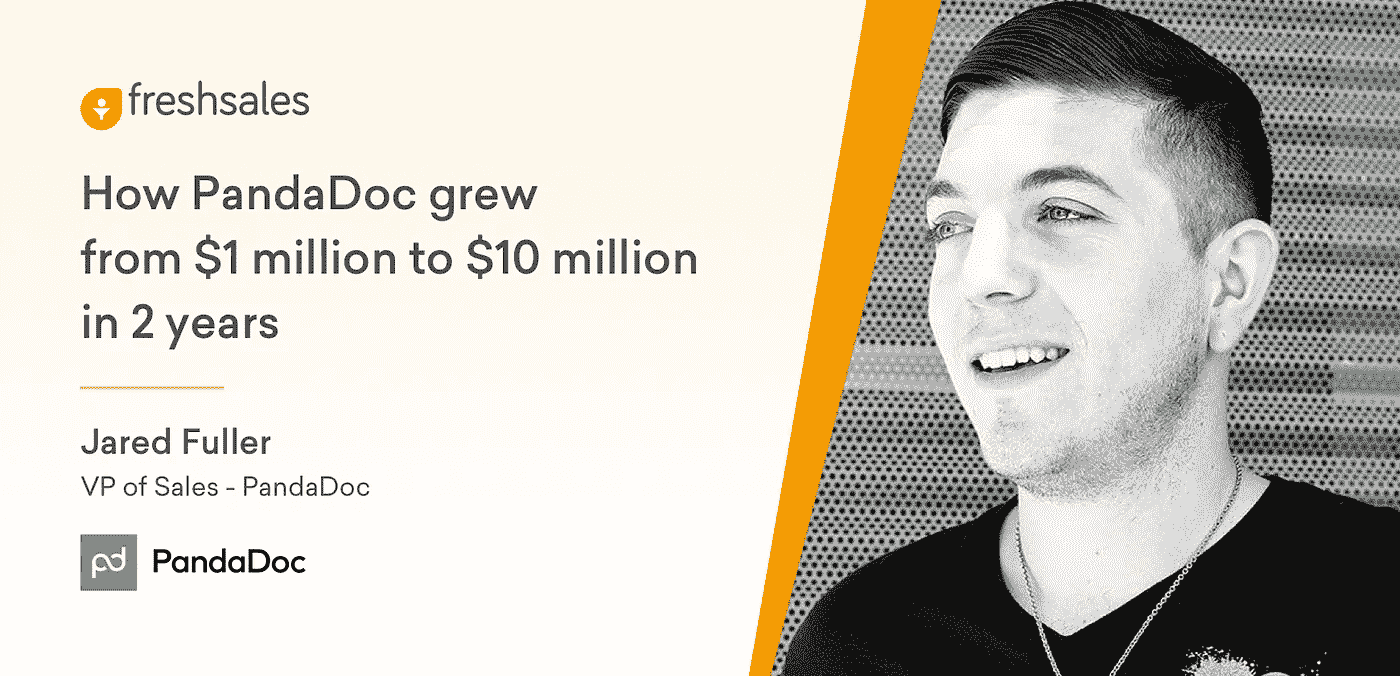 freshsales
How PandaDoc grew
from $1 million to $10 million
in 2 years
Jared Fuller
VP of Sales - PandaDoc
pd PandaDoc